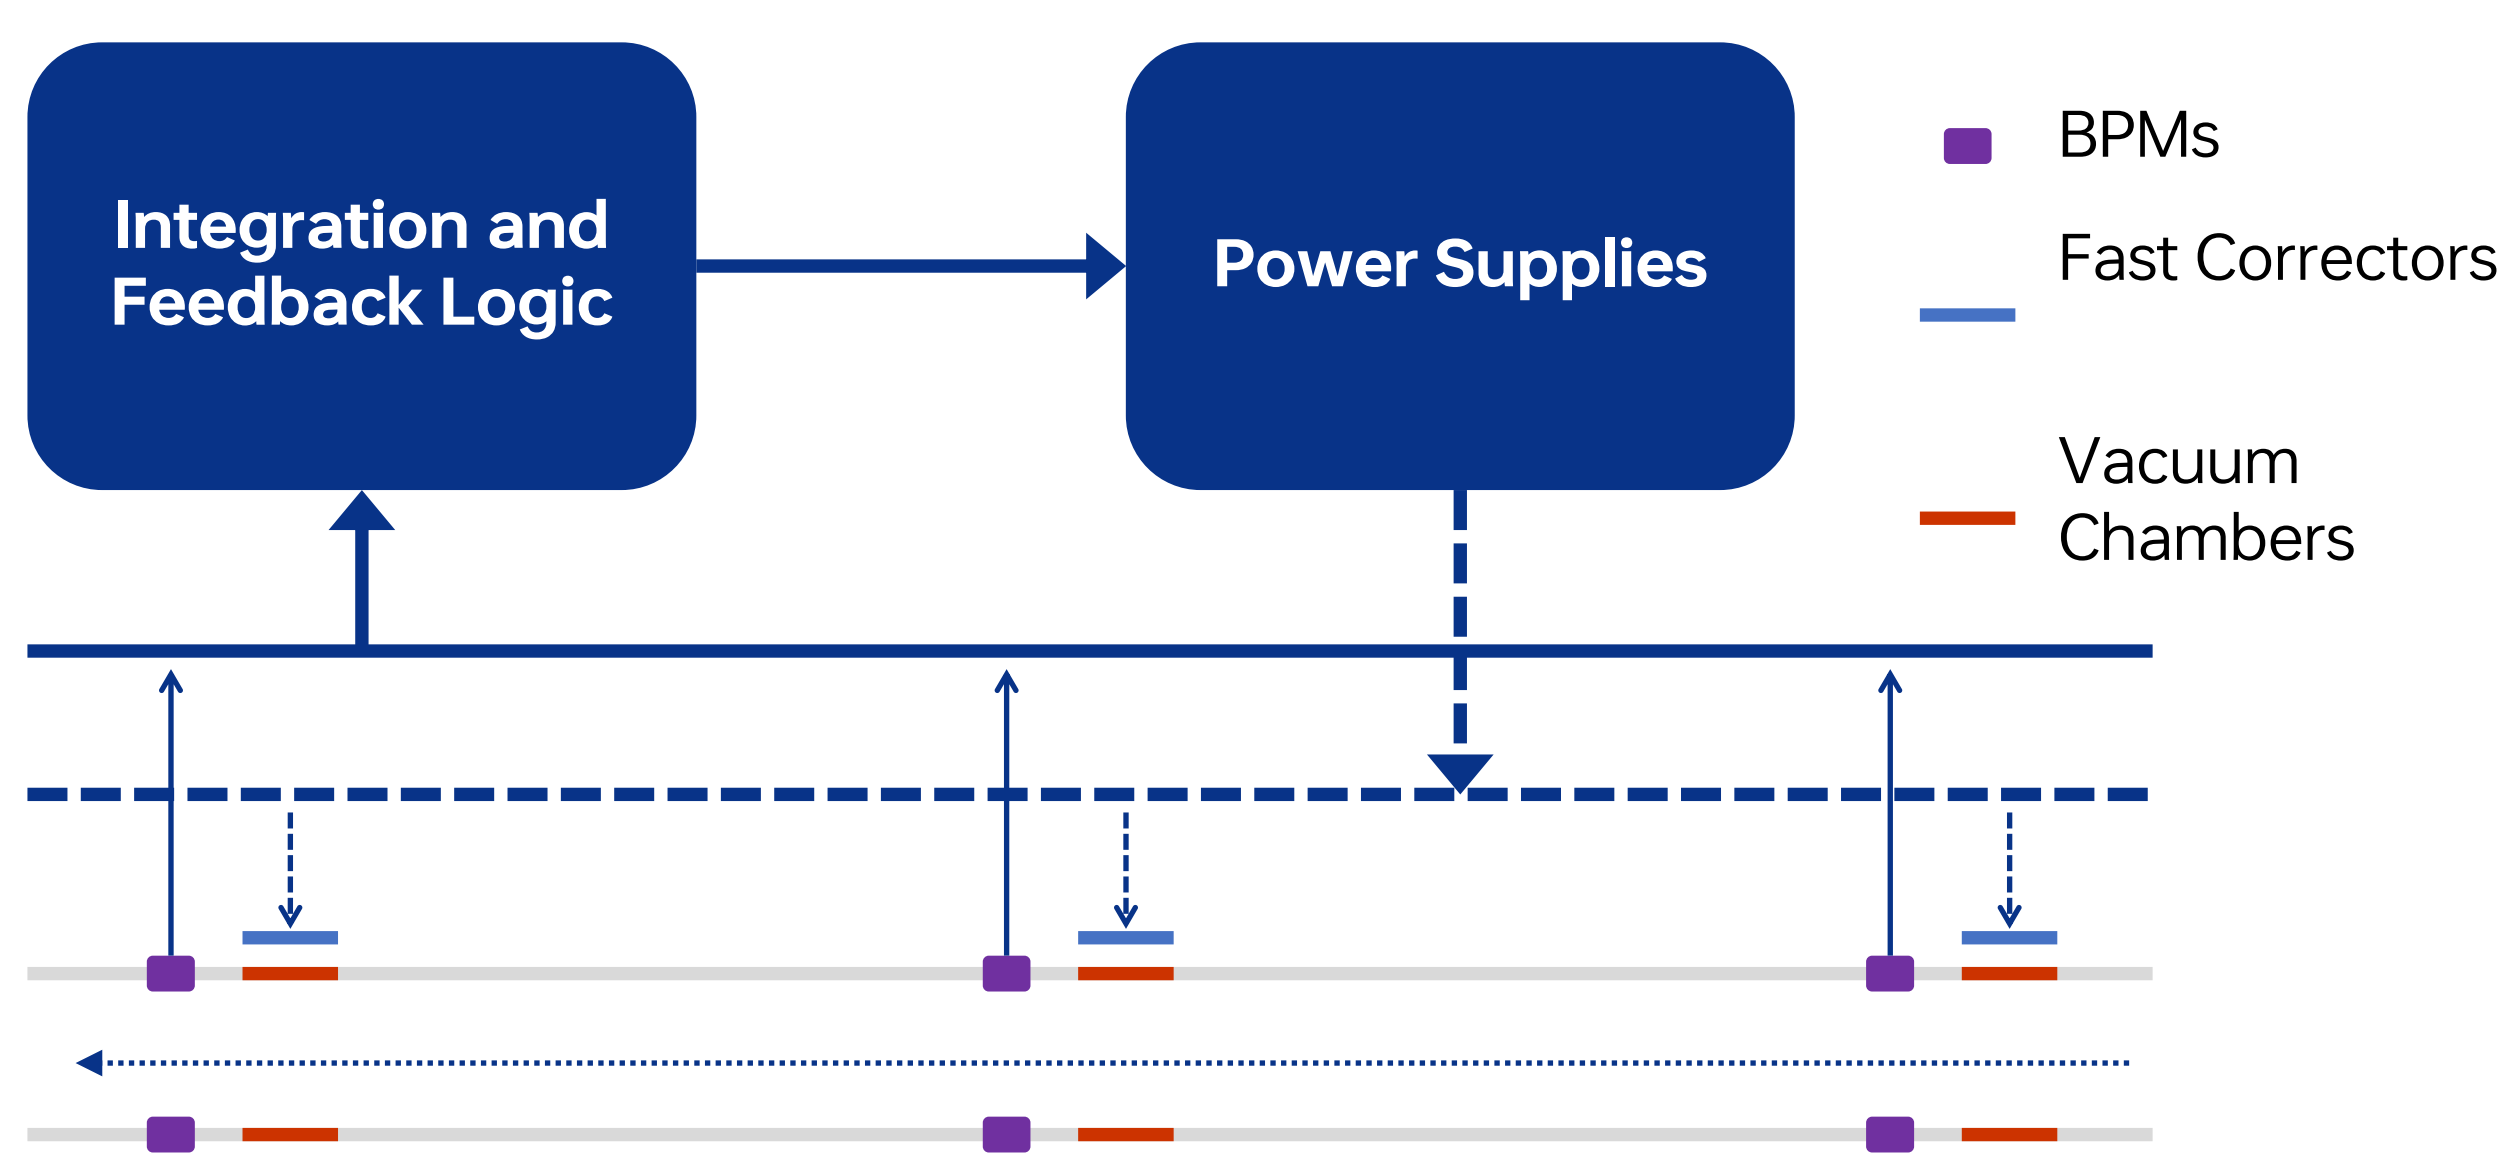 Integration and
Feedback Logic
Power Supplies
BPMs
Fast Correctors
Vacuum
Chambers